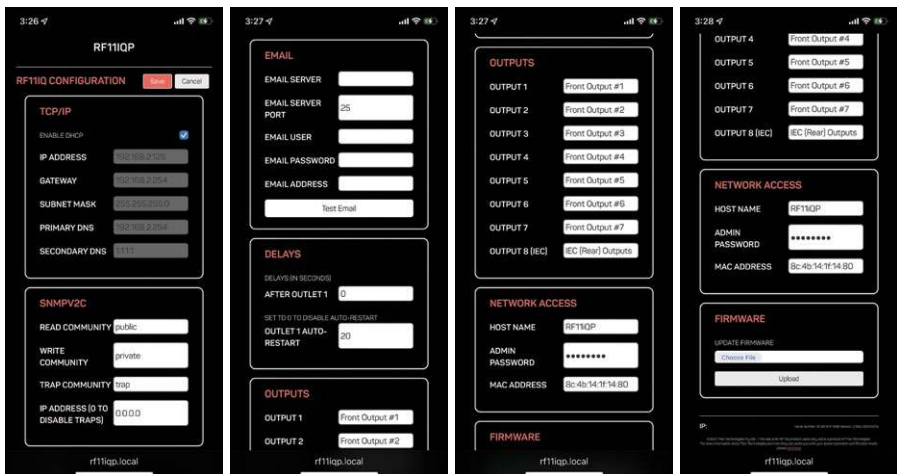 3:26
RF11IQP
RF11IQ CONFIGURATION
Save
Cancel
TCP/IP
ENABLE DHCP
IP ADDRESS 192.168.2.126
GATEWAY 192.168.2.254
SUBNET MASK 255.255.255.0
PRIMARY DNS 192.168.2.254
SECONDARY DNS 1.1.1.1
SNMPV2C
READ COMMUNITY public
WRITE
COMMUNITY private
TRAP COMMUNITY trap
IP ADDRESS (0 TO
DISABLE TRAPS) 0.0.0.0
rf11iqp.local
3:27
EMAIL
EMAIL SERVER
EMAIL SERVER
PORT 25
EMAIL USER
EMAIL PASSWORD
EMAIL ADDRESS
Test Email
DELAYS
DELAYS (IN SECONDS)
AFTER OUTLET 1 0
SET TO 0 TO DISABLE AUTO-RESTART
OUTLET 1 AUTO-
RESTART 20
OUTPUTS
OUTPUT 1 Front Output #1
OUTPUT 2 Front Output #2
rf11iqp.local
3:27
OUTPUTS
OUTPUT 1 Front Output #1
OUTPUT 2 Front Output #2
OUTPUT 3 Front Output #3
OUTPUT 4 Front Output #4
OUTPUT 5 Front Output #5
OUTPUT 6 Front Output #6
OUTPUT 7 Front Output #7
OUTPUT 8 (IEC) IEC (Rear) Outputs
NETWORK ACCESS
HOST NAME RF11IQP
ADMIN
PASSWORD ••••••••
MAC ADDRESS 8c:4b:14:1f:14:80
FIRMWARE
rf11iqp.local
3:28
OUTPUT 4 Front Output #4
OUTPUT 5 Front Output #5
OUTPUT 6 Front Output #6
OUTPUT 7 Front Output #7
OUTPUT 8 (IEC) IEC (Rear) Outputs
NETWORK ACCESS
HOST NAME RF11IQP
ADMIN
PASSWORD ••••••••
MAC ADDRESS 8c:4b:14:1f:14:80
FIRMWARE
UPDATE FIRMWARE
Choose File
Upload
IP:
rf11iqp.local